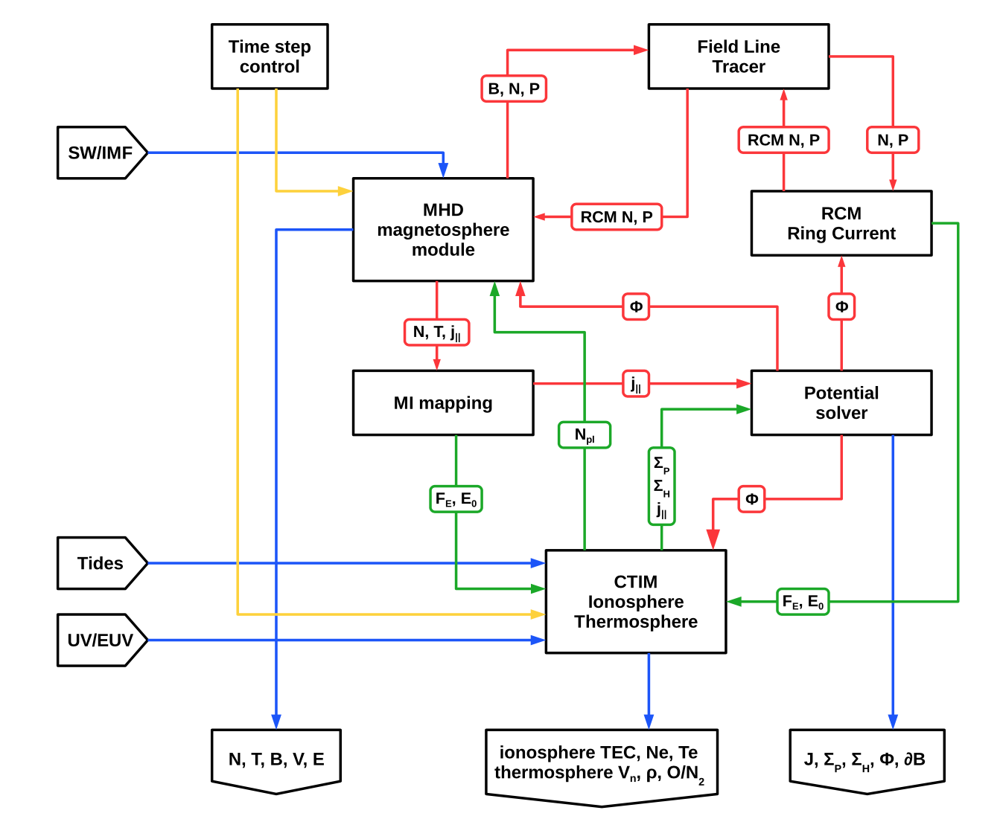 Time step
control
Field Line
Tracer
B, N, P
SW/IMF
RCM N, P
N, P
MHD
magnetosphere
module
RCM N, P
RCM
Ring Current
Φ
Φ
N, T, j||
MI mapping
j||
Potential
solver
Npl
ΣP
ΣH
j||
FE, E0
Φ
Tides
CTIM
Ionosphere
Thermosphere
FE, E0
UV/EUV
N, T, B, V, E
ionosphere TEC, Ne, Te
thermosphere Vn, ρ, O/N2
J, ΣP, ΣH, Φ, ∂B